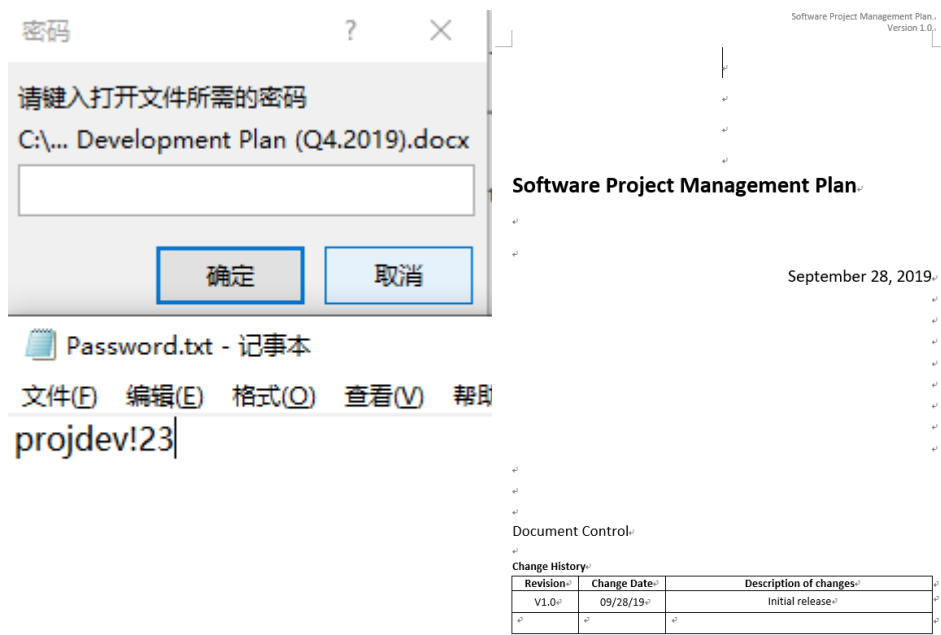 密码
请键入打开文件所需的密码
C:\... Development Plan (Q4.2019).docx
确定 取消
Password.txt - 记事本
文件(F) 编辑(E) 格式(O) 查看(V) 帮助
projdev!23
Software Project Management Plan
Version 1.0
Software Project Management Plan
September 28, 2019
Document Control
Change History
Revision Change Date Description of changes
V1.0 09/28/19 Initial release